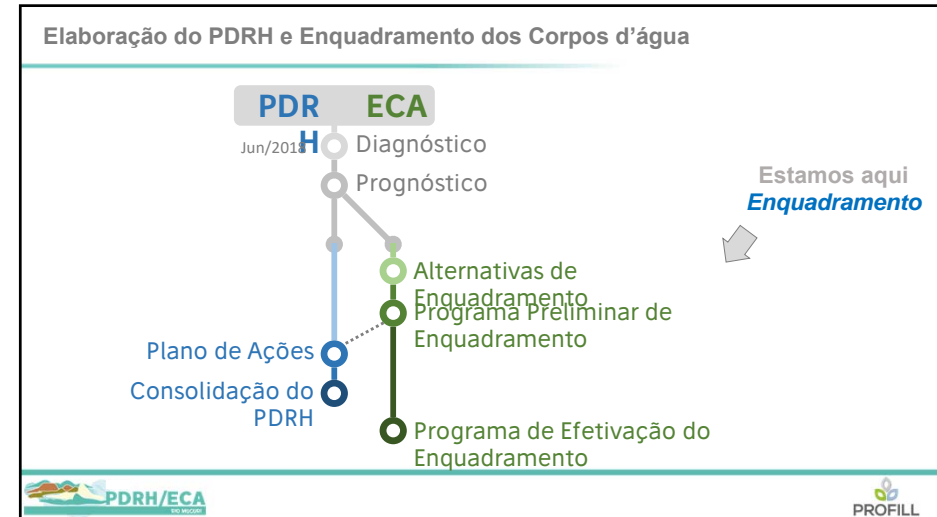 Elaboração do PDRH e Enquadramento dos Corpos d'água
PDR
H
ECA
Jun/2018
Diagnóstico
Prognóstico
Estamos aqui
Enquadramento
Alternativas de
Enquadramento
Programa Preliminar de
Enquadramento
Plano de Ações
Consolidação do
PDRH
Programa de Efetivação do
Enquadramento
PDRH/ECA
PROFILL